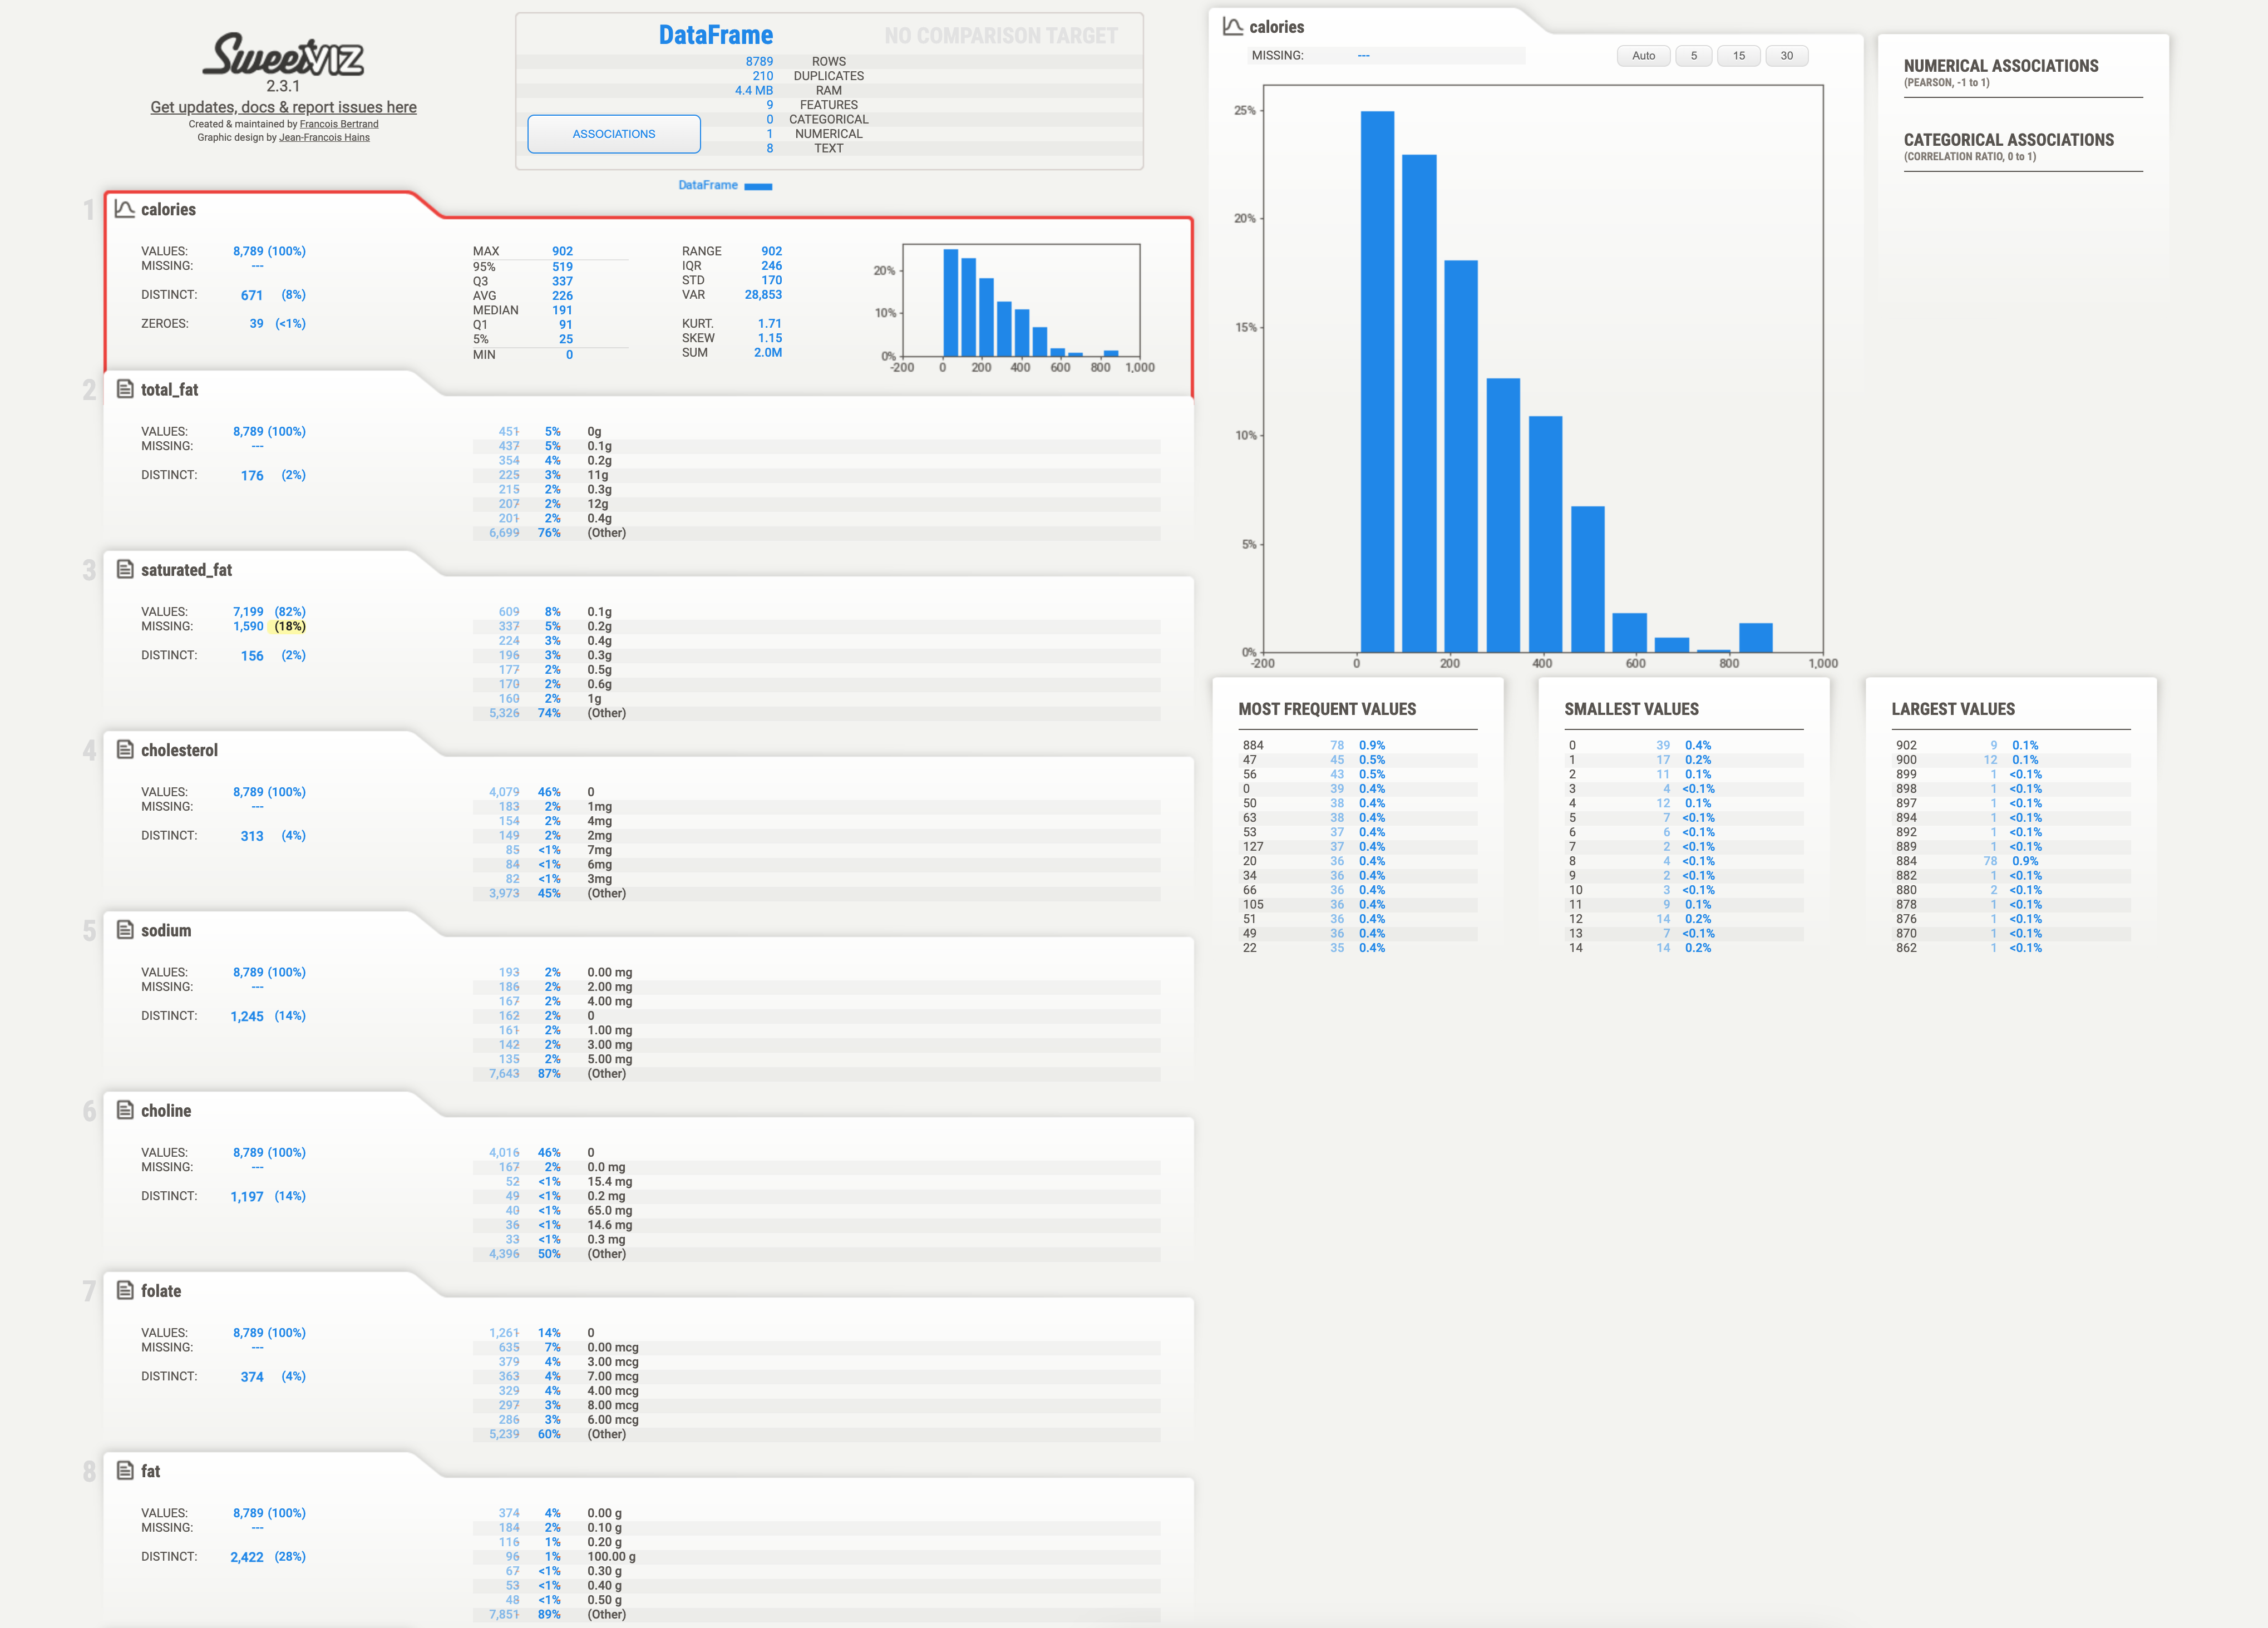 SweetVIZ
2.3.1
Get updates, docs & report issues here
Created & maintained by Francois Bertrand
Graphic design by Jean-Francois Hains
DataFrame NO COMPARISON TARGET
8789 ROWS
210 DUPLICATES
4.4 MB RAM
9 FEATURES
0 CATEGORICAL
1 NUMERICAL
8 TEXT
ASSOCIATIONS
DataFrame
1 calories
VALUES: 8,789 (100%)
MISSING: ---
DISTINCT: 671 (8%)
ZEROES: 39 (<1%)
MAX 902
95% 519
Q3 337
AVG 226
MEDIAN 191
Q1 91
5% 25
MIN 0
RANGE 902
IQR 246
STD 170
VAR 28,853
KURT. 1.71
SKEW 1.15
SUM 2.0M
20%
10%
0%
-200 0 200 400 600 800 1,000
2 total_fat
VALUES: 8,789 (100%)
MISSING: ---
DISTINCT: 176 (2%)
451 5% 0g
437 5% 0.1g
354 4% 0.2g
225 3% 11g
215 2% 0.3g
207 2% 12g
201 2% 0.4g
6,699 76% (Other)
3 saturated_fat
VALUES: 7,199 (82%)
MISSING: 1,590 (18%)
DISTINCT: 156 (2%)
609 8% 0.1g
337 5% 0.2g
224 3% 0.4g
196 3% 0.3g
177 2% 0.5g
170 2% 0.6g
160 2% 1g
5,326 74% (Other)
4 cholesterol
VALUES: 8,789 (100%)
MISSING: ---
DISTINCT: 313 (4%)
4,079 46% 0
183 2% 1mg
154 2% 4mg
149 2% 2mg
85 <1% 7mg
84 <1% 6mg
82 <1% 3mg
3,973 45% (Other)
5 sodium
VALUES: 8,789 (100%)
MISSING: ---
DISTINCT: 1,245 (14%)
193 2% 0.00 mg
186 2% 2.00 mg
167 2% 4.00 mg
162 2% 0
161 2% 1.00 mg
142 2% 3.00 mg
135 2% 5.00 mg
7,643 87% (Other)
6 choline
VALUES: 8,789 (100%)
MISSING: ---
DISTINCT: 1,197 (14%)
4,016 46% 0
167 2% 0.0 mg
52 <1% 15.4 mg
49 <1% 0.2 mg
40 <1% 65.0 mg
36 <1% 14.6 mg
33 <1% 0.3 mg
4,396 50% (Other)
7 folate
VALUES: 8,789 (100%)
MISSING: ---
DISTINCT: 374 (4%)
1,261 14% 0
635 7% 0.00 mcg
379 4% 3.00 mcg
363 4% 7.00 mcg
329 4% 4.00 mcg
297 3% 8.00 mcg
286 3% 6.00 mcg
5,239 60% (Other)
8 fat
VALUES: 8,789 (100%)
MISSING: ---
DISTINCT: 2,422 (28%)
374 4% 0.00 g
184 2% 0.10 g
116 1% 0.20 g
96 1% 100.00 g
67 <1% 0.30 g
53 <1% 0.40 g
48 <1% 0.50 g
7,851 89% (Other)
calories
MISSING: ---
Auto 5 15 30
25%
20%
15%
10%
5%
0%
-200 0 200 400 600 800 1,000
NUMERICAL ASSOCIATIONS
(PEARSON, -1 to 1)
CATEGORICAL ASSOCIATIONS
(CORRELATION RATIO, 0 to 1)
MOST FREQUENT VALUES
884 78 0.9%
47 45 0.5%
56 43 0.5%
0 39 0.4%
50 38 0.4%
63 38 0.4%
53 37 0.4%
127 37 0.4%
20 36 0.4%
34 36 0.4%
66 36 0.4%
105 36 0.4%
51 36 0.4%
49 36 0.4%
22 35 0.4%
SMALLEST VALUES
0 39 0.4%
1 17 0.2%
2 11 0.1%
3 4 <0.1%
4 12 0.1%
5 7 <0.1%
6 6 <0.1%
7 2 <0.1%
8 4 <0.1%
9 2 <0.1%
10 3 <0.1%
11 9 0.1%
12 14 0.2%
13 7 <0.1%
14 14 0.2%
LARGEST VALUES
902 9 0.1%
900 12 0.1%
899 1 <0.1%
898 1 <0.1%
897 1 <0.1%
894 1 <0.1%
892 1 <0.1%
889 1 <0.1%
884 78 0.9%
882 1 <0.1%
880 2 <0.1%
878 1 <0.1%
876 1 <0.1%
870 1 <0.1%
862 1 <0.1%